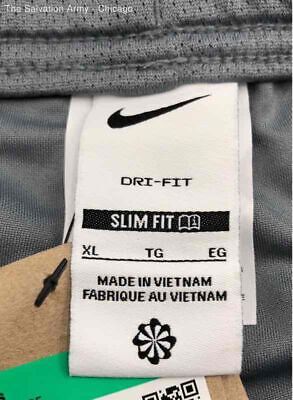 The Salvation Army - Chicago
DRI-FIT
SLIM FIT
XL TG EG
MADE IN VIETNAM
FABRIQUE AU VIETNAM